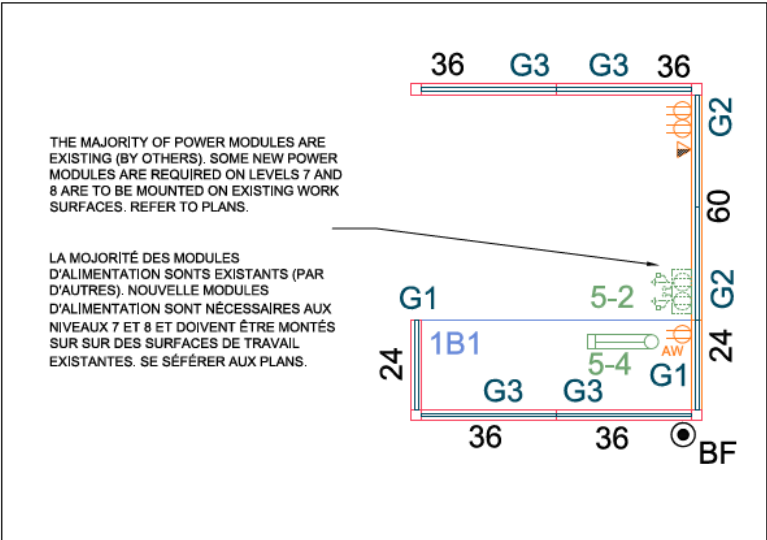 36 G3 G3 36
G2
THE MAJORITY OF POWER MODULES ARE
EXISTING (BY OTHERS). SOME NEW POWER
MODULES ARE REQUIRED ON LEVELS 7 AND
8 ARE TO BE MOUNTED ON EXISTING WORK
SURFACES. REFER TO PLANS.
60
LA MOJORITÉ DES MODULES
D'ALIMENTATION SONTS EXISTANTS (PAR
D'AUTRES). NOUVELLE MODULES
D'ALIMENTATION SONT NÉCESSAIRES AUX
NIVEAUX 7 ET 8 ET DOIVENT ÊTRE MONTÉS
SUR SUR DES SURFACES DE TRAVAIL
EXISTANTES. SE SÉFÉRER AUX PLANS.
G1
5-2
G2
24
1B1
5-4
AW
G1
24
G3 G3
36 36
BF